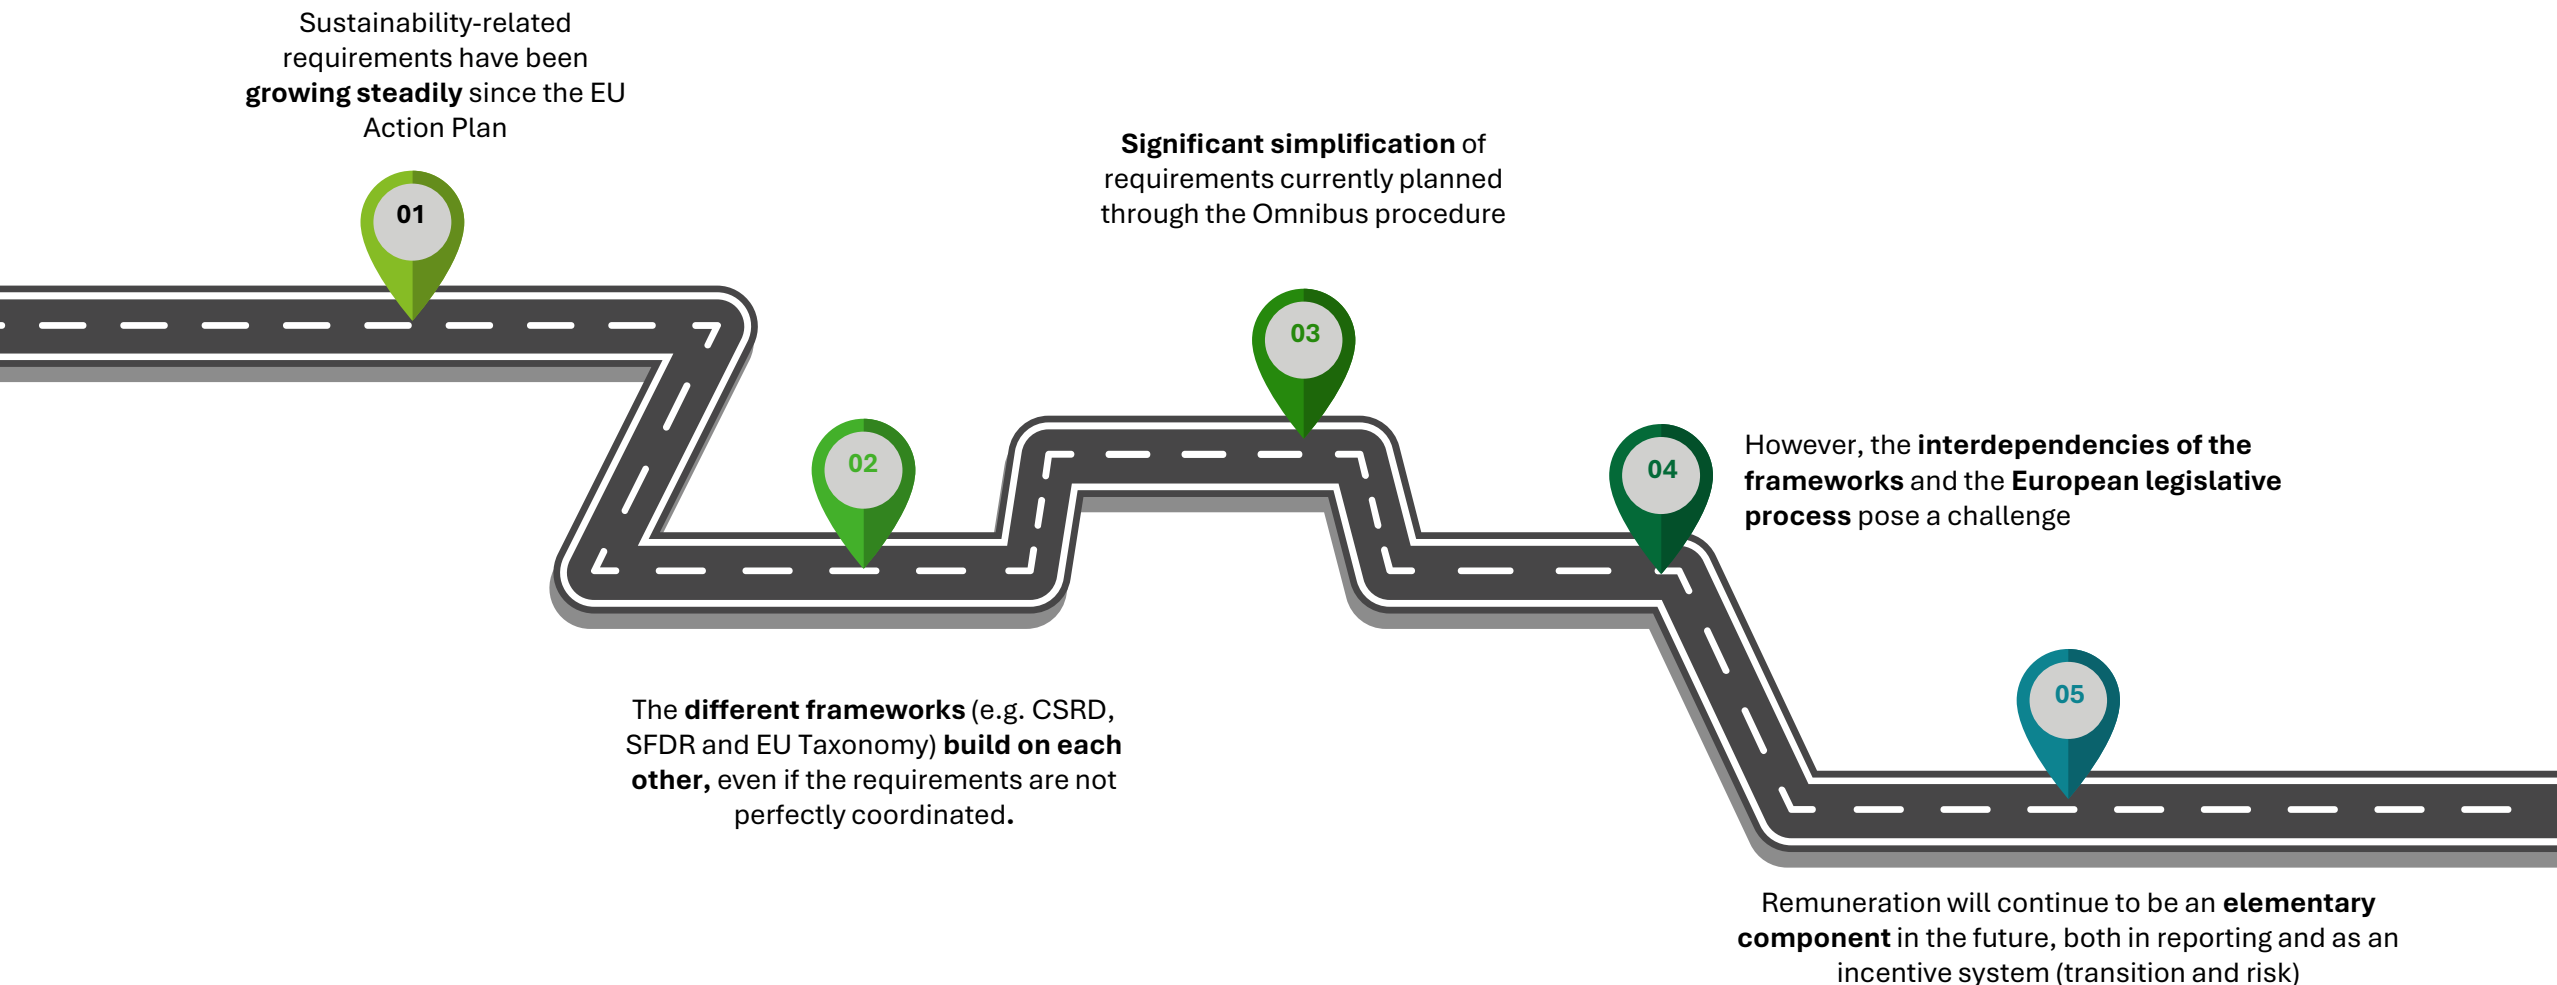 Sustainability-related
requirements have been
growing steadily since the EU
Action Plan
01
Significant simplification of
requirements currently planned
through the Omnibus procedure
03
02
The different frameworks (e.g. CSRD,
SFDR and EU Taxonomy) build on each
other, even if the requirements are not
perfectly coordinated.
04
However, the interdependencies of the
frameworks and the European legislative
process pose a challenge
05
Remuneration will continue to be an elementary
component in the future, both in reporting and as an
incentive system (transition and risk)